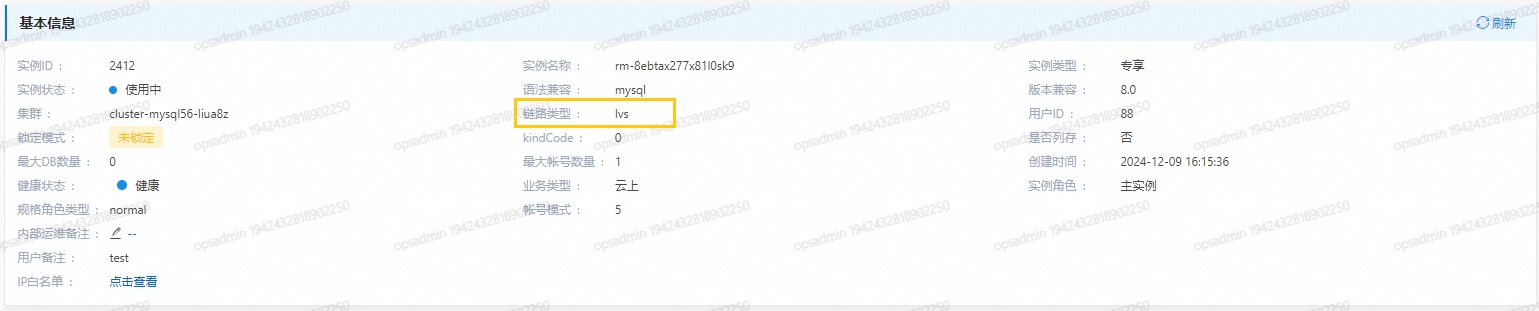 基本信息
刷新
实例ID： 2412 实例名称： rm-8ebtax277x81l0sk9 实例类型： 专享
实例状态： 使用中 语法兼容： mysql 版本兼容： 8.0
集群： cluster-mysql56-liua8z 链路类型： lvs 用户ID： 88
锁定模式： 未锁定 kindCode： 0 是否列存： 否
最大DB数量： 0 最大帐号数量： 1 创建时间： 2024-12-09 16:15:36
健康状态： 健康 业务类型： 云上 实例角色： 主实例
规格角色类型： normal 帐号模式： 5
内部运维备注： --
用户备注： test
IP白名单： 点击查看
opsadmin 1942432818902250